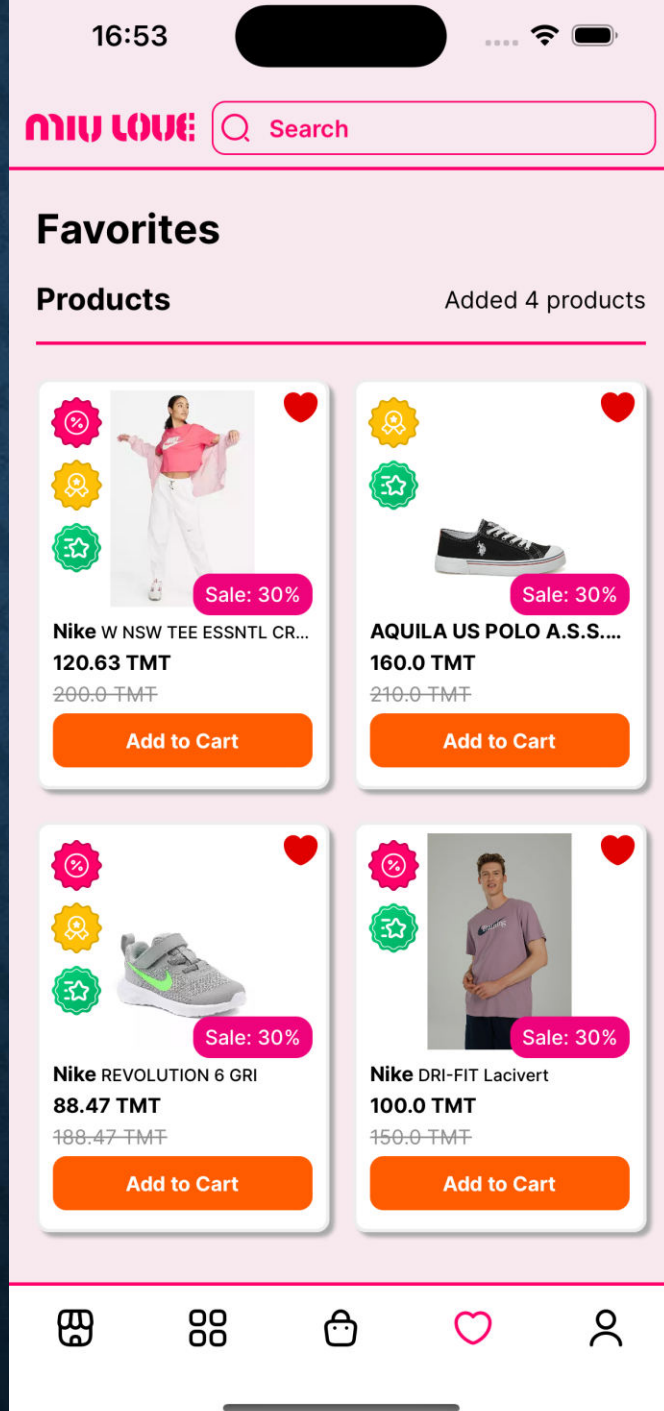 16:53
MIU LOVE
Search
Favorites
Products
Added 4 products
Sale: 30%
Nike W NSW TEE ESSNTL CR...
120.63 TMT
200.0 TMT
Add to Cart
Sale: 30%
AQUILA US POLO A.S.S....
160.0 TMT
210.0 TMT
Add to Cart
Sale: 30%
Nike REVOLUTION 6 GRI
88.47 TMT
188.47 TMT
Add to Cart
Sale: 30%
Nike DRI-FIT Lacivert
100.0 TMT
150.0 TMT
Add to Cart